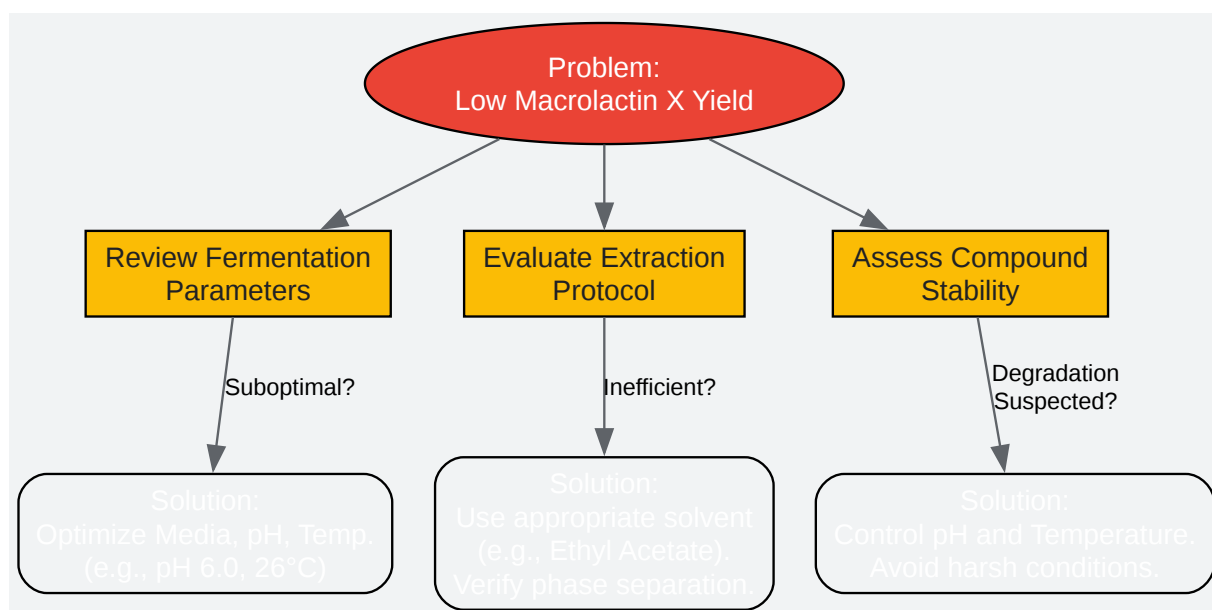 Problem:
Low Macrolactin X Yield
Review Fermentation
Parameters
Evaluate Extraction
Protocol
Assess Compound
Stability
Suboptimal?
Inefficient?
Degradation
Suspected?
Solution:
Optimize Media, pH, Temp.
(e.g., pH 6.0, 26°C)
Solution:
Use appropriate solvent
(e.g., Ethyl Acetate).
Verify phase separation.
Solution:
Control pH and Temperature.
Avoid harsh conditions.